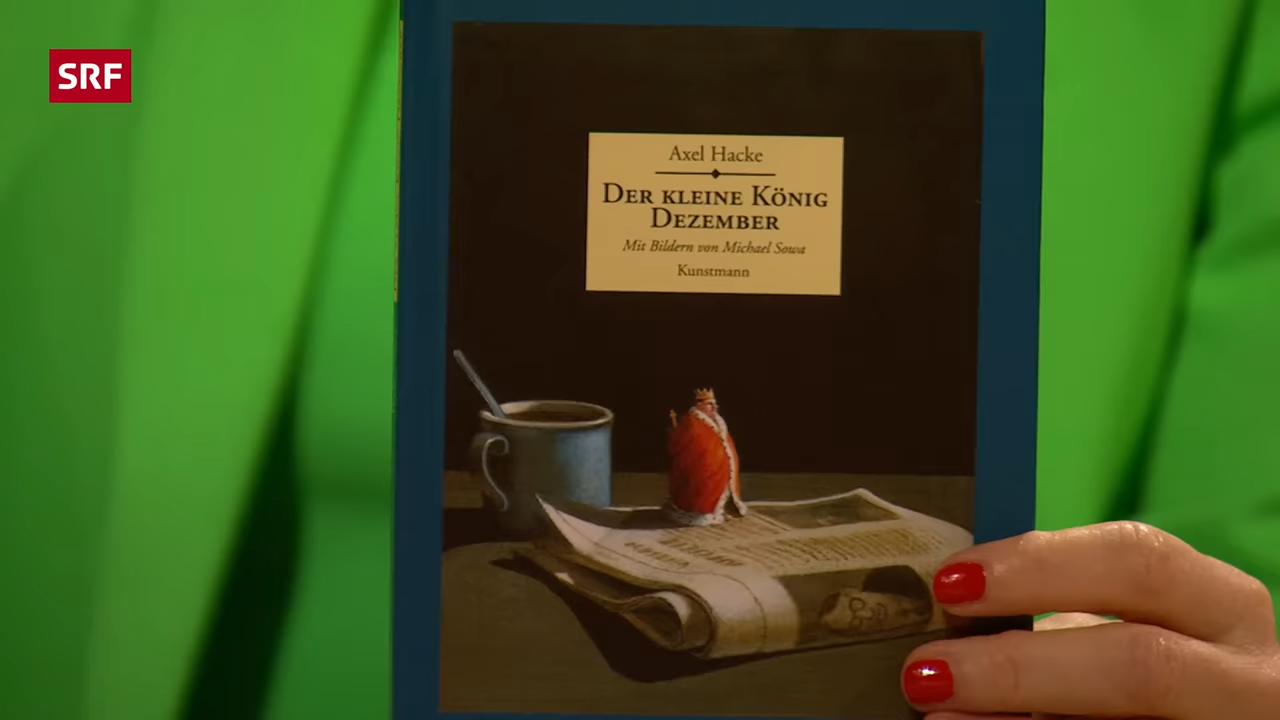 SRF
Axel Hacke
DER KLEINE KÖNIG
DEZEMBER
Mit Bildern von Michael Sowa
Kunstmann